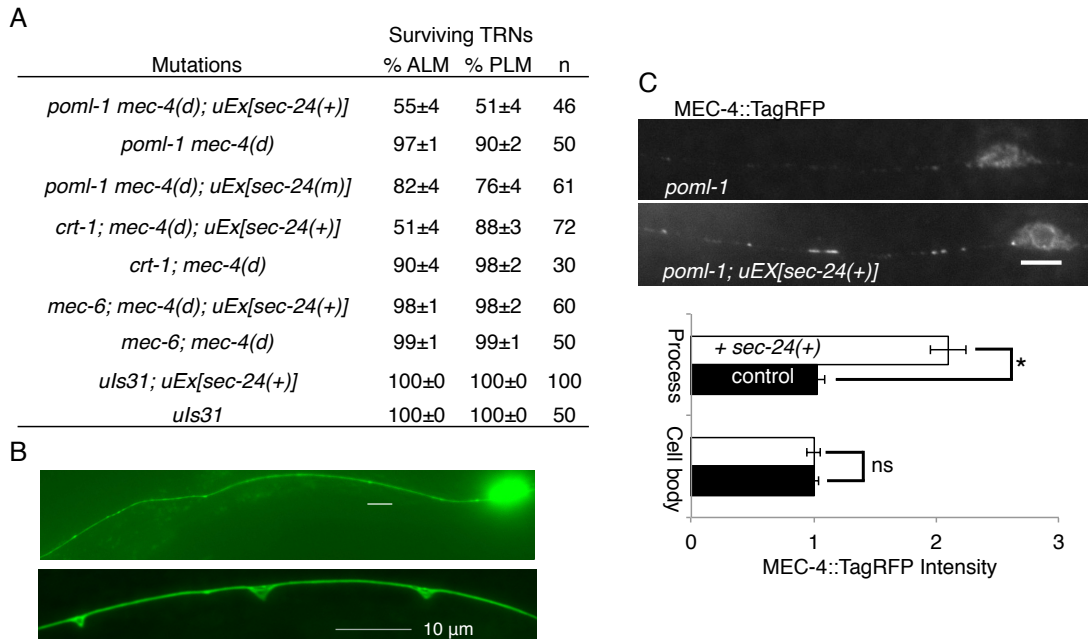 A
Surviving TRNs
Mutations % ALM % PLM n
poml-1 mec-4(d); uEx[sec-24(+)] 55±4 51±4 46
poml-1 mec-4(d) 97±1 90±2 50
poml-1 mec-4(d); uEx[sec-24(m)] 82±4 76±4 61
crt-1; mec-4(d); uEx[sec-24(+)] 51±4 88±3 72
crt-1; mec-4(d) 90±4 98±2 30
mec-6; mec-4(d); uEx[sec-24(+)] 98±1 98±2 60
mec-6; mec-4(d) 99±1 99±1 50
uIs31; uEx[sec-24(+)] 100±0 100±0 100
uIs31 100±0 100±0 50
B
10 µm
C
MEC-4::TagRFP
poml-1
poml-1; uEX[sec-24(+)]
Process
+ sec-24(+)
control
*
Cell body
ns
0 1 2 3
MEC-4::TagRFP Intensity